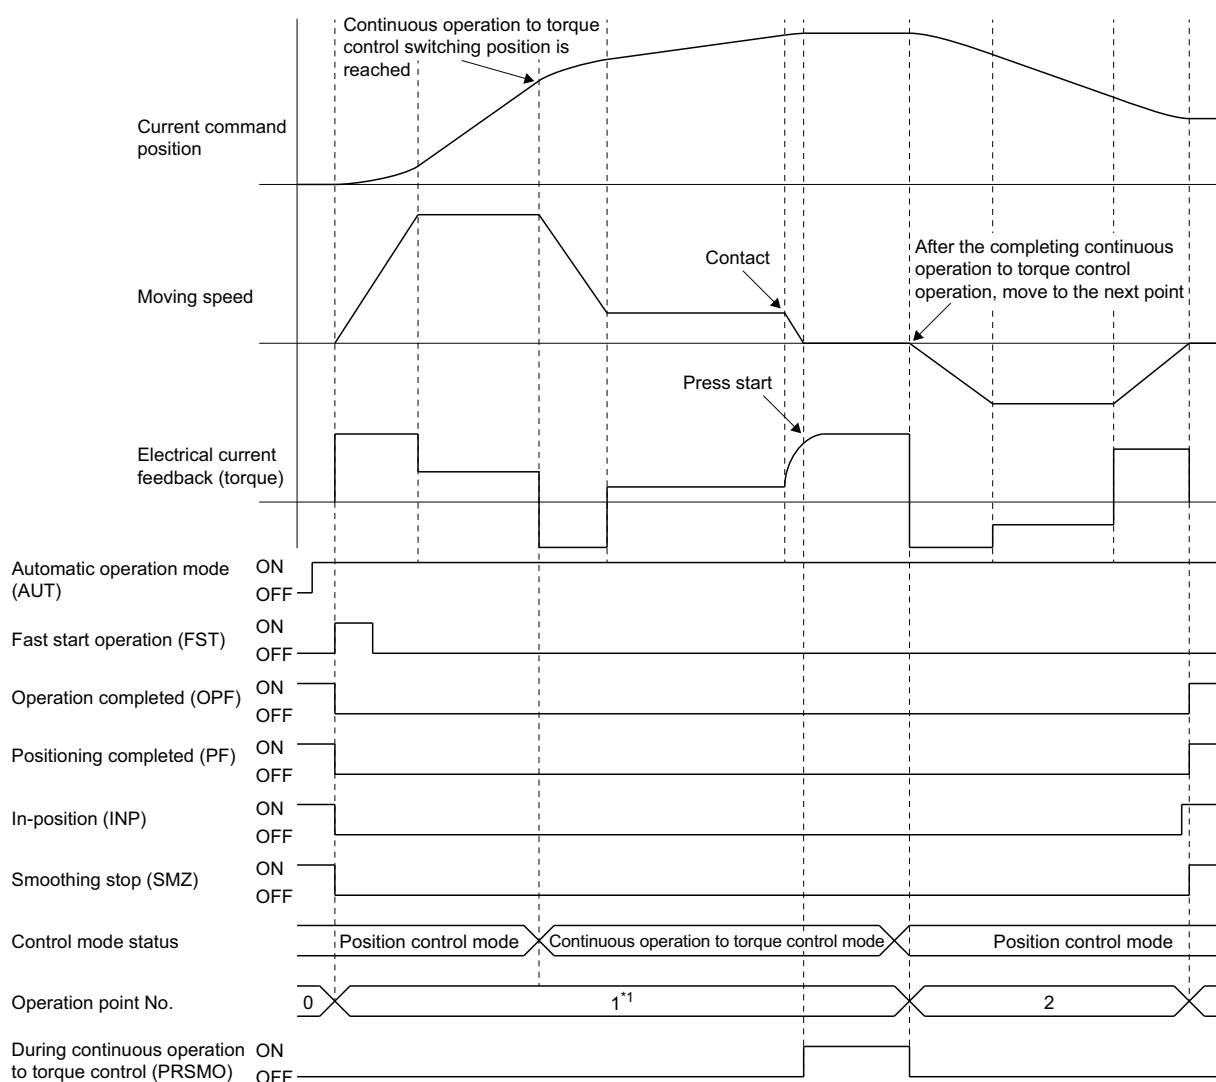 Continuous operation to torque
control switching position is
reached
Current command
position
Moving speed
Contact
After the completing continuous
operation to torque control
operation, move to the next point
Press start
Electrical current
feedback (torque)
Automatic operation mode
(AUT)
ON
OFF
Fast start operation (FST)
ON
OFF
Operation completed (OPF)
ON
OFF
Positioning completed (PF)
ON
OFF
In-position (INP)
ON
OFF
Smoothing stop (SMZ)
ON
OFF
Control mode status
Position control mode
Continuous operation to torque control mode
Position control mode
Operation point No.
0
1*1
2
During continuous operation
to torque control (PRSMO)
ON
OFF